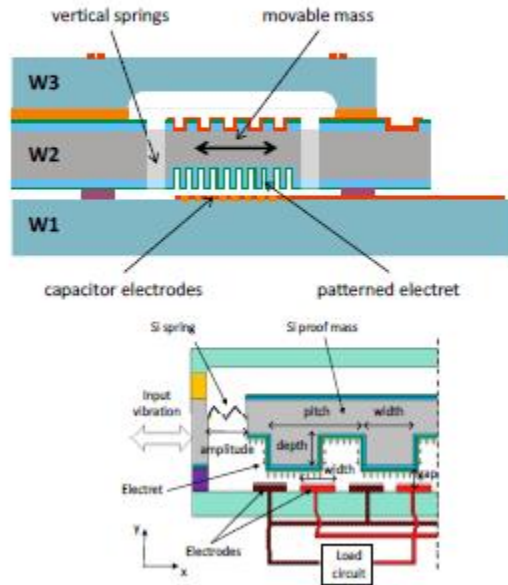 vertical springs
movable mass
W3
W2
W1
capacitor electrodes
patterned electret
Si spring
Si proof mass
Input
vibration
pitch
width
depth
amplitude
width
gap
Electret
Electrodes
Load
circuit
y
x